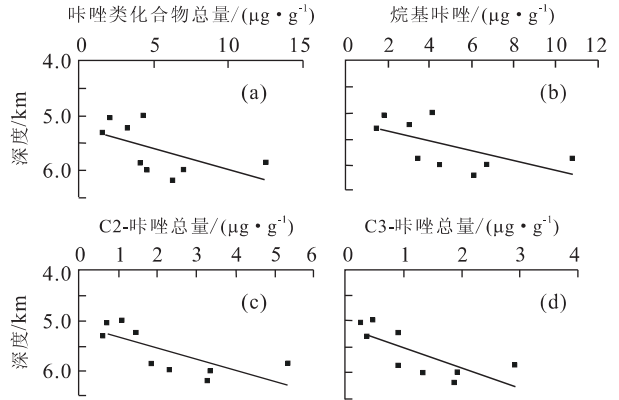 咔唑类化合物总量/(μg·g⁻¹)
烷基咔唑/(μg·g⁻¹)
0 5 10 15
0 2 4 6 8 10 12
4.0
(a)
(b)
5.0
深度/km
6.0
C2-咔唑总量/(μg·g⁻¹)
C3-咔唑总量/(μg·g⁻¹)
0 1 2 3 4 5 6
0 1 2 3 4
4.0
(c)
(d)
5.0
深度/km
6.0